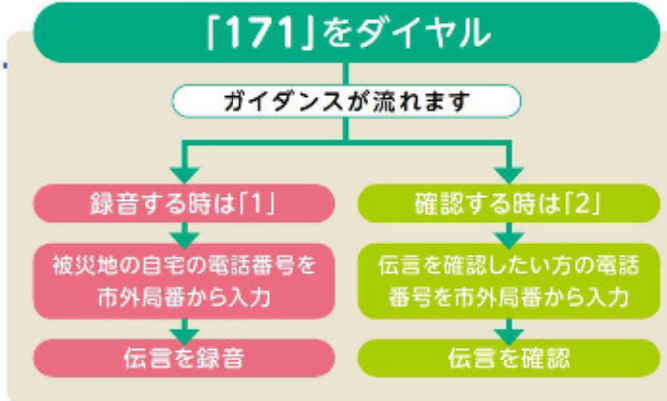 「171」をダイヤル
ガイダンスが流れます
録音する時は「1」
被災地の自宅の電話番号を
市外局番から入力
伝言を録音
確認する時は「2」
伝言を確認したい方の電話
番号を市外局番から入力
伝言を確認